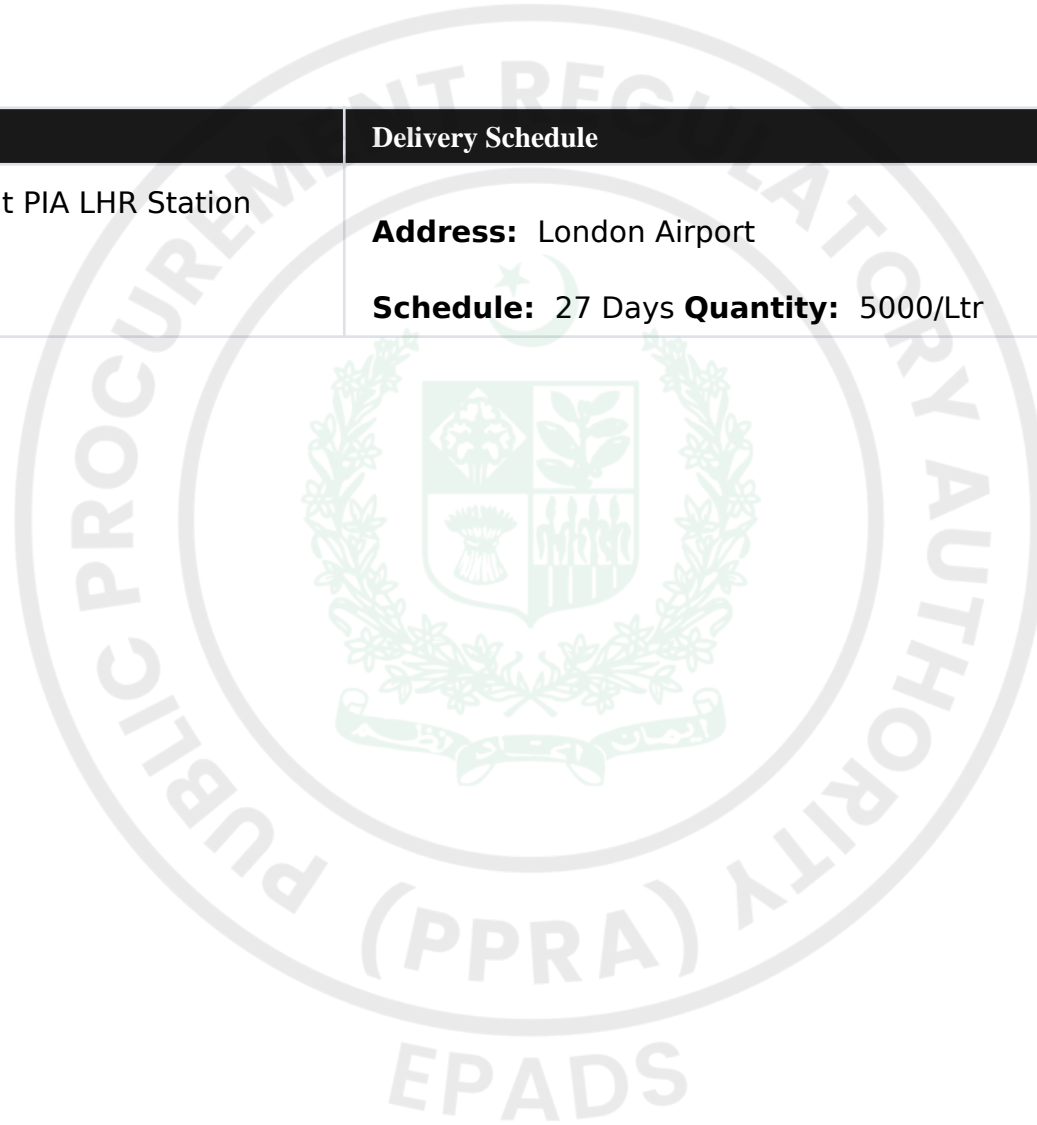 Delivery Schedule
t PIA LHR Station
Address: London Airport
Schedule: 27 Days Quantity: 5000/Ltr
PUBLIC PROCUREMENT REGULATORY AUTHORITY
(PPRA)
EPADS